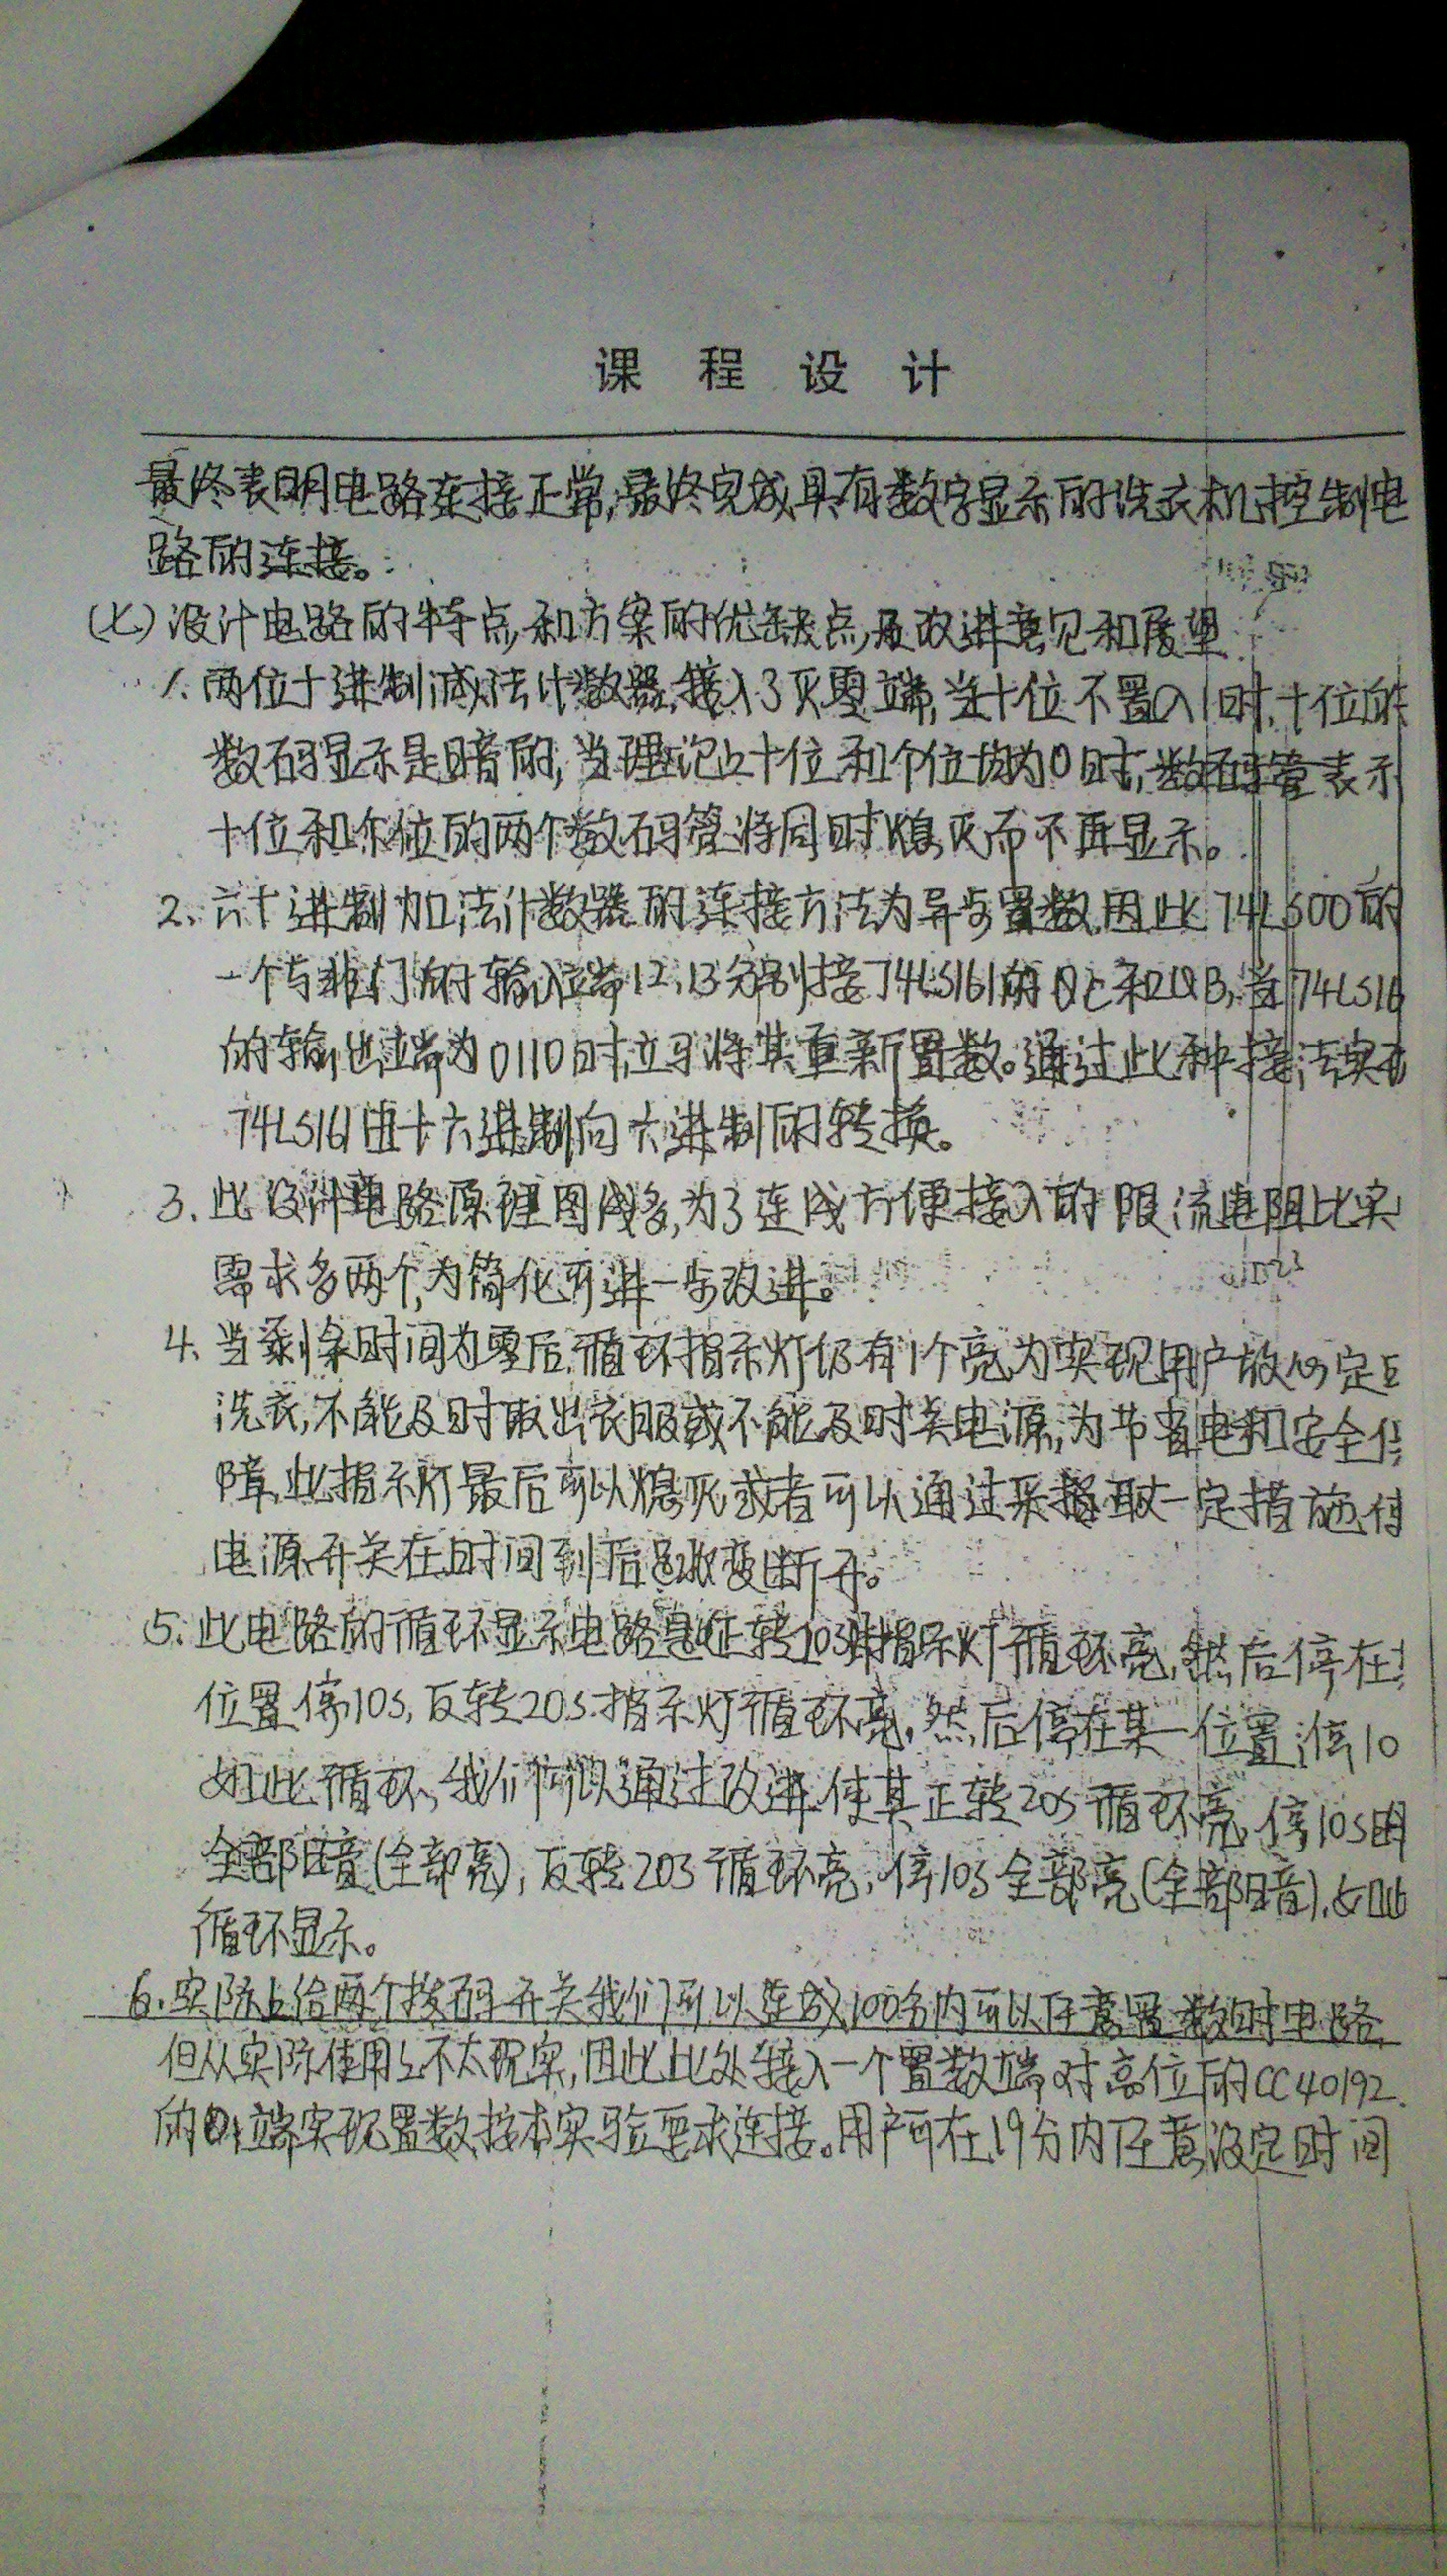 课 程 设 计
最终表明电路连接正常,最终完成具有数字显示的洗衣机控制电
路的连接。
(七)设计电路的特点和方案的优缺点及改进意见和展望
1.两位十进制减法计数器,接入了灭零端,当十位不置入1时,十位的
数码显示是暗的,当理论上十位和个位均为0时,数码管表示
十位和个位的两个数码管将同时熄灭而不再显示。
2、六十进制加法计数器的连接方法为异步置数,因此74LS00的
一个与非门的输入端12、13分别接74LS161的QC和QB,当74LS16
的输出端为0110时,立马将其重新置数。通过此种接法实
74LS161由十六进制向六进制的转换。
3、此设计电路原理图线多,为了连线方便接入的限流电阻比实
需求多两个,为简化可进一步改进。
4、当剩余时间为零后,循环指示灯仍有1个亮,为实现用户放心定
洗衣,不能及时取出衣服或不能及时关电源,为节省电和安全
障,此指示灯最后可以熄灭或者可以通过采取一定措施使
电源开关在时间到后 断开。
5、此电路的循环显示电路是正转 指示灯循环亮,然后停在
位置停10s,反转20s指示灯循环亮,然后停在某一位置,停10
如此循环、我们可以通过改进使其正转20s循环亮,停10s
全部暗(全部亮),反转20s循环亮,停10s全部亮(全部暗),如此
循环显示。
6.实际上给两个拨码开关我们可以连成100分内可以任意置数时电路,
但从实际使用上不太现实,因此此处接入一个置数端,对高位的CC40192
的D1端实现置数,按本实验要求连接。用户可在19分内任意设定时间